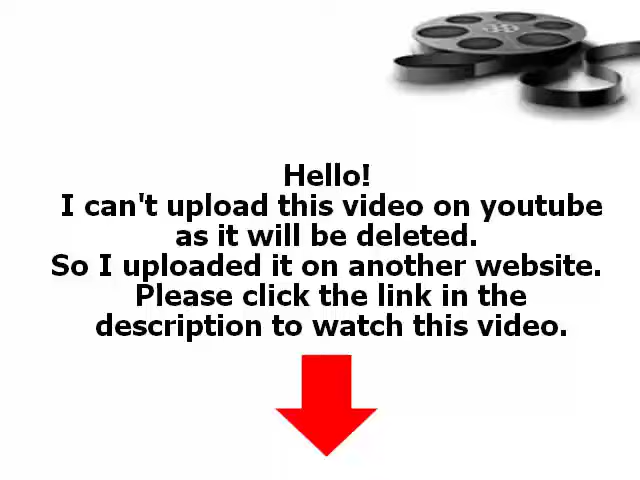 Hello!
I can't upload this video on youtube
as it will be deleted.
So I uploaded it on another website.
Please click the link in the
description to watch this video.